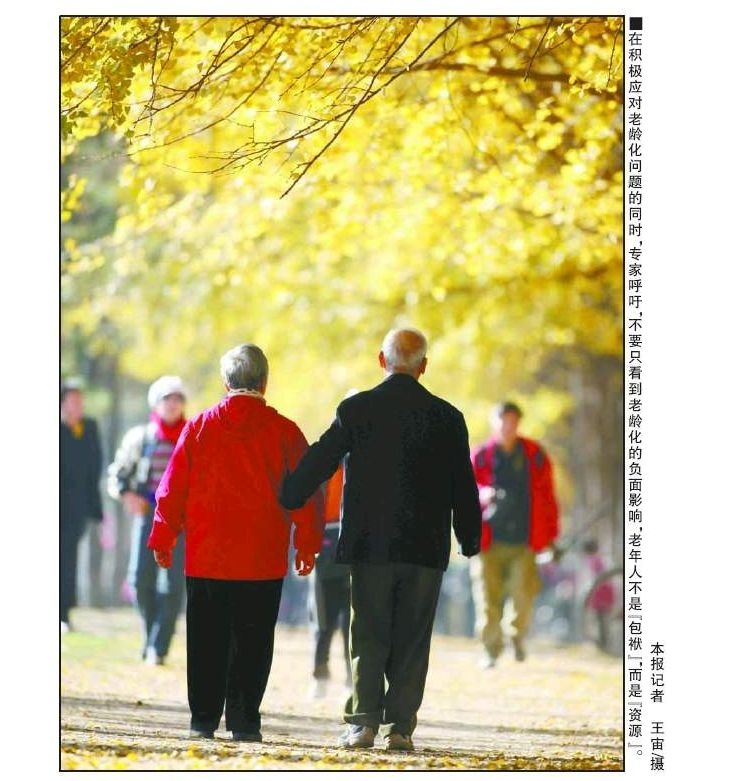 ■在积极应对老龄化问题的同时，专家呼吁，不要只看到老龄化的负面影响，老年人不是『包袱』，而是『资源』。
本报记者 王宙/摄